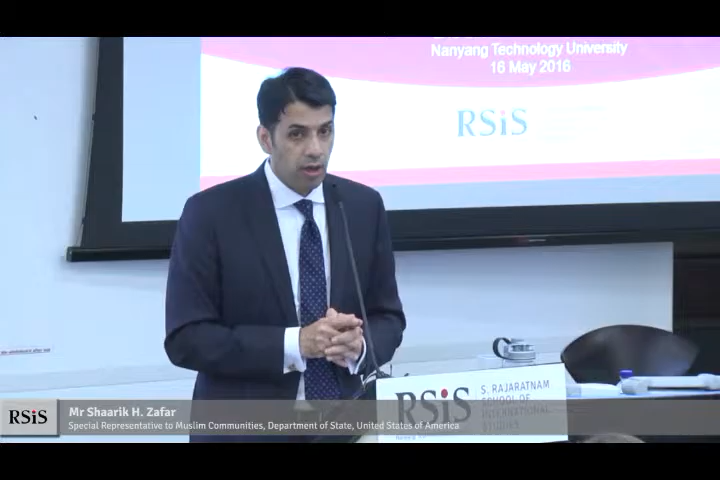 Nanyang Technology University
16 May 2016
RSiS
RSiS
S. RAJARATNAM
SCHOOL OF
INTERNATIONAL
STUDIES
RSiS
Mr Shaarik H. Zafar
Special Representative to Muslim Communities, Department of State, United States of America